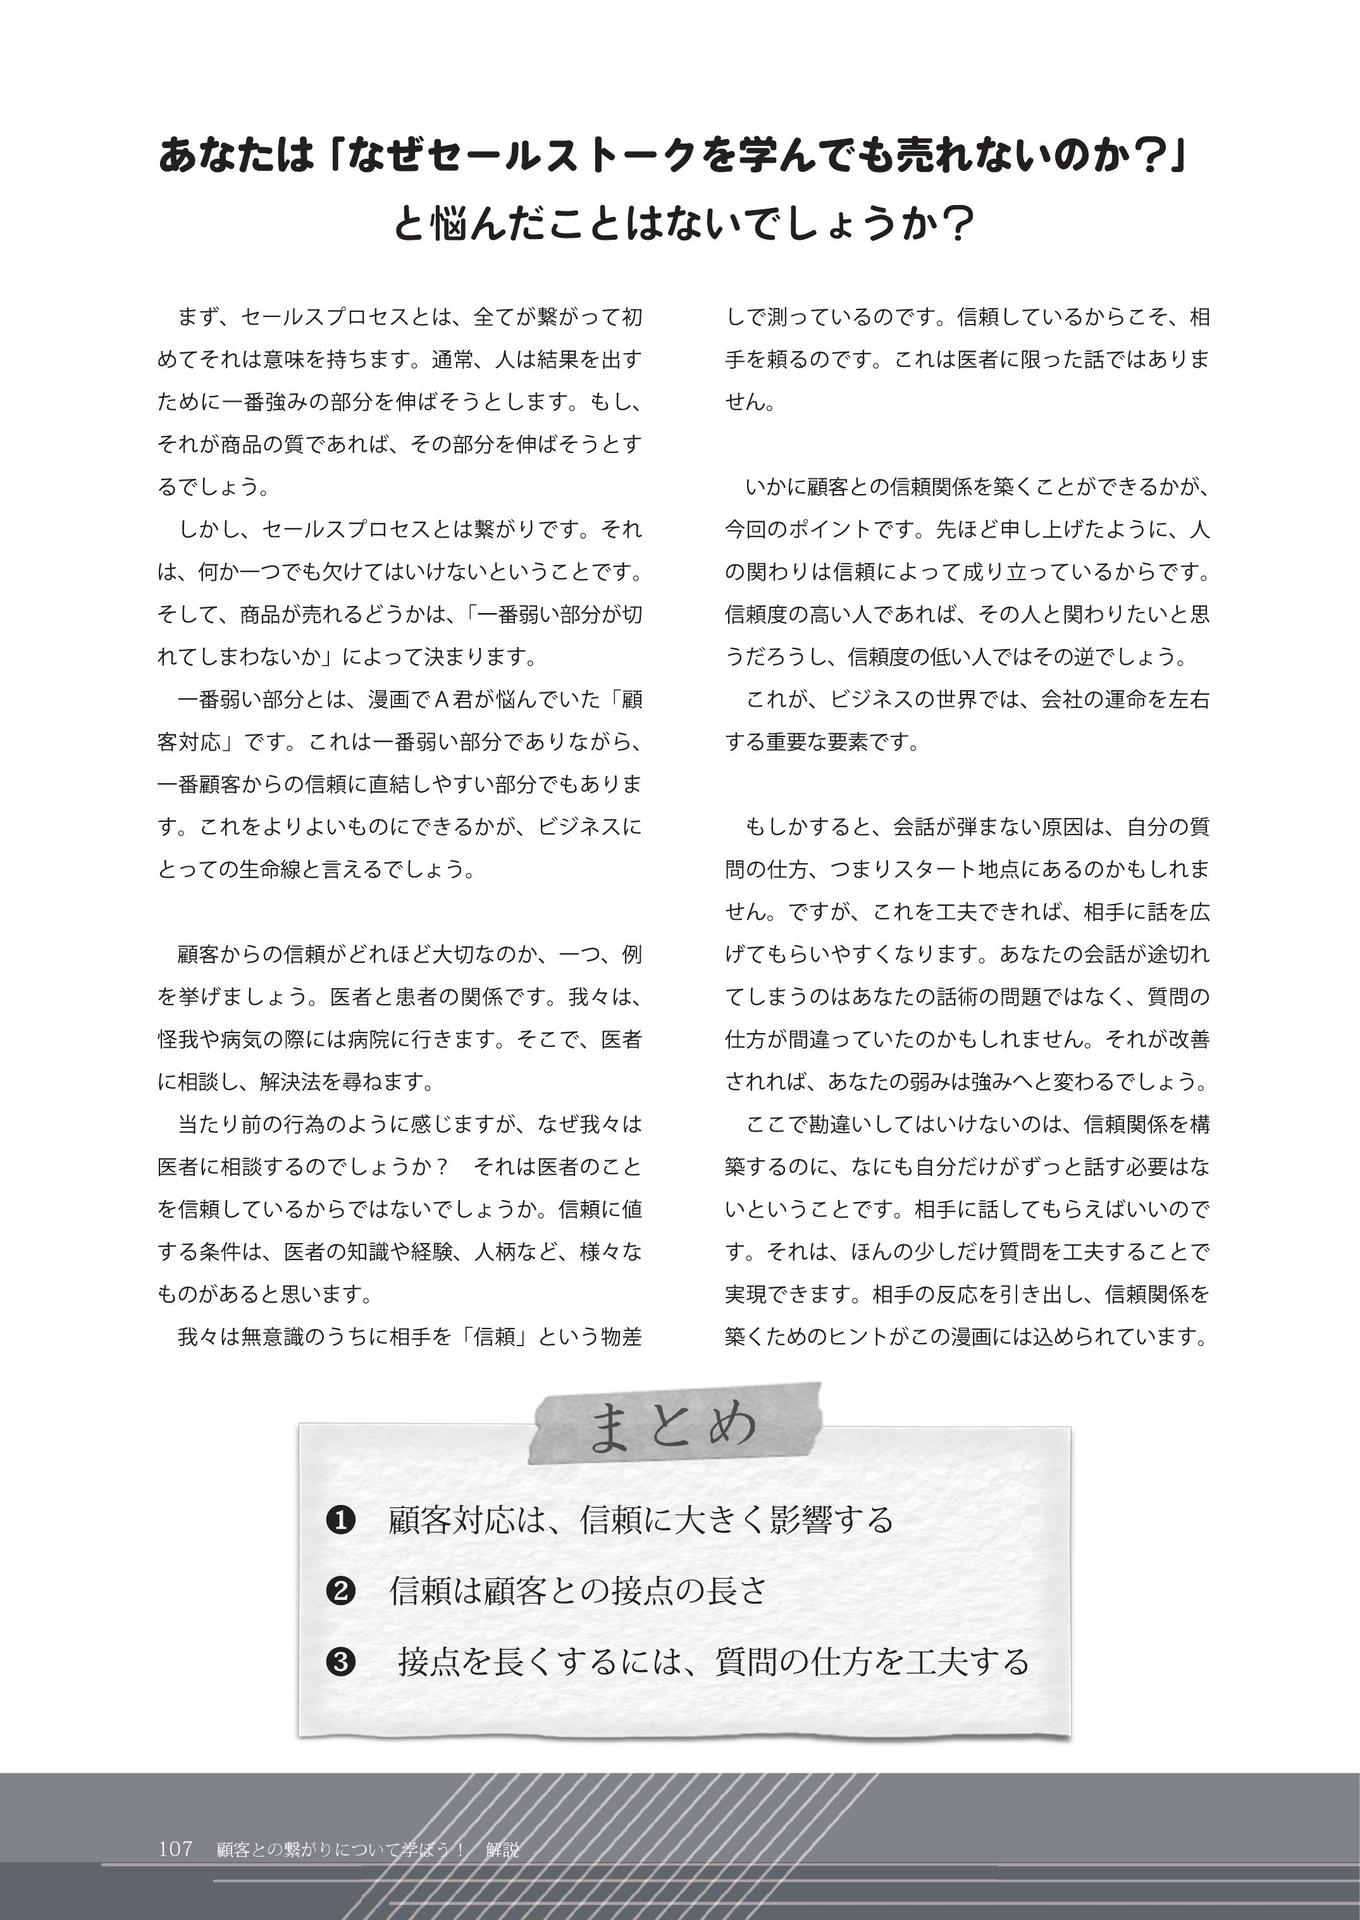 あなたは「なぜセールストークを学んでも売れないのか？」
と悩んだことはないでしょうか？
まず、セールスプロセスとは、全てが繋がって初
めてそれは意味を持ちます。通常、人は結果を出す
ために一番強みの部分を伸ばそうとします。もし、
それが商品の質であれば、その部分を伸ばそうとす
るでしょう。
しかし、セールスプロセスとは繋がりです。それ
は、何か一つでも欠けてはいけないということです。
そして、商品が売れるどうかは、「一番弱い部分が切
れてしまわないか」によって決まります。
一番弱い部分とは、漫画でＡ君が悩んでいた「顧
客対応」です。これは一番弱い部分でありながら、
一番顧客からの信頼に直結しやすい部分でもありま
す。これをよりよいものにできるかが、ビジネスに
とっての生命線と言えるでしょう。
顧客からの信頼がどれほど大切なのか、一つ、例
を挙げましょう。医者と患者の関係です。我々は、
怪我や病気の際には病院に行きます。そこで、医者
に相談し、解決法を尋ねます。
当たり前の行為のように感じますが、なぜ我々は
医者に相談するのでしょうか？　それは医者のこと
を信頼しているからではないでしょうか。信頼に値
する条件は、医者の知識や経験、人柄など、様々な
ものがあると思います。
我々は無意識のうちに相手を「信頼」という物差
しで測っているのです。信頼しているからこそ、相
手を頼るのです。これは医者に限った話ではありま
せん。
いかに顧客との信頼関係を築くことができるかが、
今回のポイントです。先ほど申し上げたように、人
の関わりは信頼によって成り立っているからです。
信頼度の高い人であれば、その人と関わりたいと思
うだろうし、信頼度の低い人ではその逆でしょう。
これが、ビジネスの世界では、会社の運命を左右
する重要な要素です。
もしかすると、会話が弾まない原因は、自分の質
問の仕方、つまりスタート地点にあるのかもしれま
せん。ですが、これを工夫できれば、相手に話を広
げてもらいやすくなります。あなたの会話が途切れ
てしまうのはあなたの話術の問題ではなく、質問の
仕方が間違っていたのかもしれません。それが改善
されれば、あなたの弱みは強みへと変わるでしょう。
ここで勘違いしてはいけないのは、信頼関係を構
築するのに、なにも自分だけがずっと話す必要はな
いということです。相手に話してもらえばいいので
す。それは、ほんの少しだけ質問を工夫することで
実現できます。相手の反応を引き出し、信頼関係を
築くためのヒントがこの漫画には込められています。
まとめ
❶　顧客対応は、信頼に大きく影響する
❷　信頼は顧客との接点の長さ
❸　接点を長くするには、質問の仕方を工夫する
107　顧客との繋がりについて学ぼう！　解説